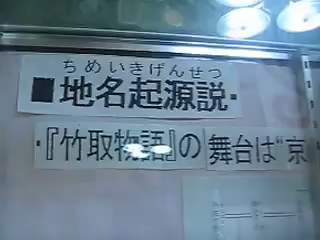 ちめいきげんせつ
■地名起源説・
・『竹取物語』の舞台は"京